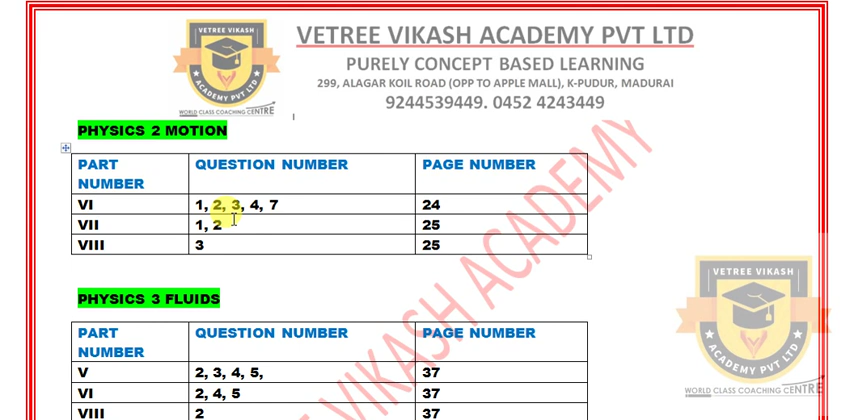 VETREE VIKASH
ACADEMY PVT LTD
WORLD CLASS COACHING CENTRE
VETREE VIKASH ACADEMY PVT LTD
PURELY CONCEPT BASED LEARNING
299, ALAGAR KOIL ROAD (OPP TO APPLE MALL), K-PUDUR, MADURAI
9244539449. 0452 4243449
PHYSICS 2 MOTION
PART NUMBER QUESTION NUMBER PAGE NUMBER
VI 1, 2, 3, 4, 7 24
VII 1, 2 25
VIII 3 25
PHYSICS 3 FLUIDS
PART NUMBER QUESTION NUMBER PAGE NUMBER
V 2, 3, 4, 5, 37
VI 2, 4, 5 37
VIII 2 37
VIKASH ACADEMY
VETREE VIKASH
ACADEMY PVT LTD
WORLD CLASS COACHING CENTRE